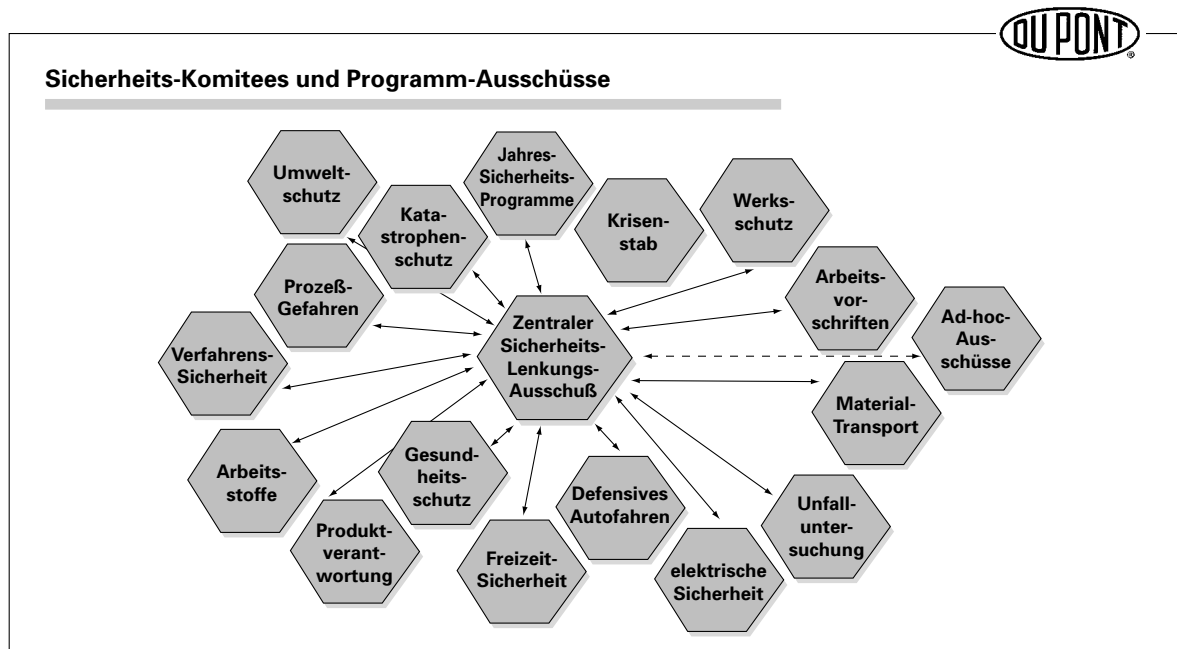 DU PONT
®
Sicherheits-Komitees und Programm-Ausschüsse
Umwelt-
schutz
Kata-
strophen-
schutz
Jahres-
Sicherheits-
Programme
Krisen-
stab
Werks-
schutz
Prozeß-
Gefahren
Arbeits-
vor-
schriften
Ad-hoc-
Aus-
schüsse
Verfahrens-
Sicherheit
Zentraler
Sicherheits-
Lenkungs-
Ausschuß
Material-
Transport
Arbeits-
stoffe
Gesund-
heits-
schutz
Defensives
Autofahren
Unfall-
unter-
suchung
Produkt-
verant-
wortung
Freizeit-
Sicherheit
elektrische
Sicherheit